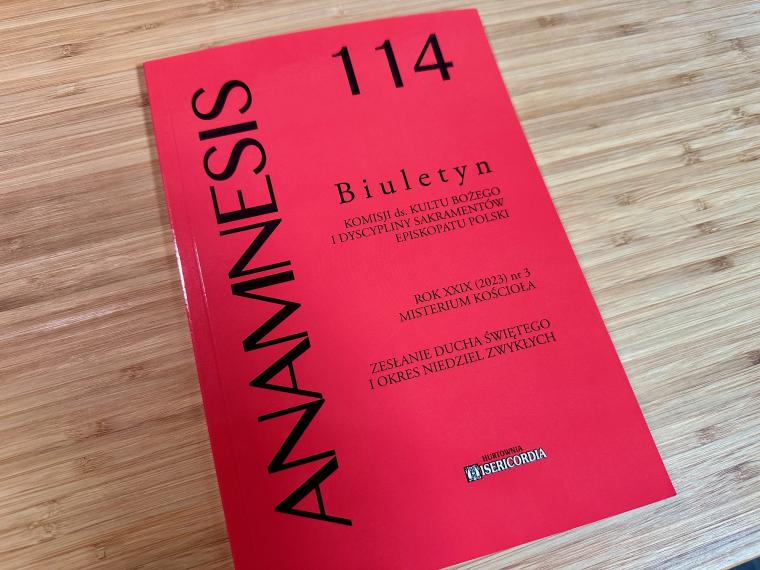 ANAMNESIS
114
Biuletyn
KOMISJI ds. KULTU BOŻEGO
I DYSCYPLINY SAKRAMENTÓW
EPISKOPATU POLSKI
ROK XXIX (2023) nr 3
MISTERIUM KOŚCIOŁA
ZESŁANIE DUCHA ŚWIĘTEGO
I OKRES NIEDZIEL ZWYKŁYCH
HURTOWNIA
MISERICORDIA